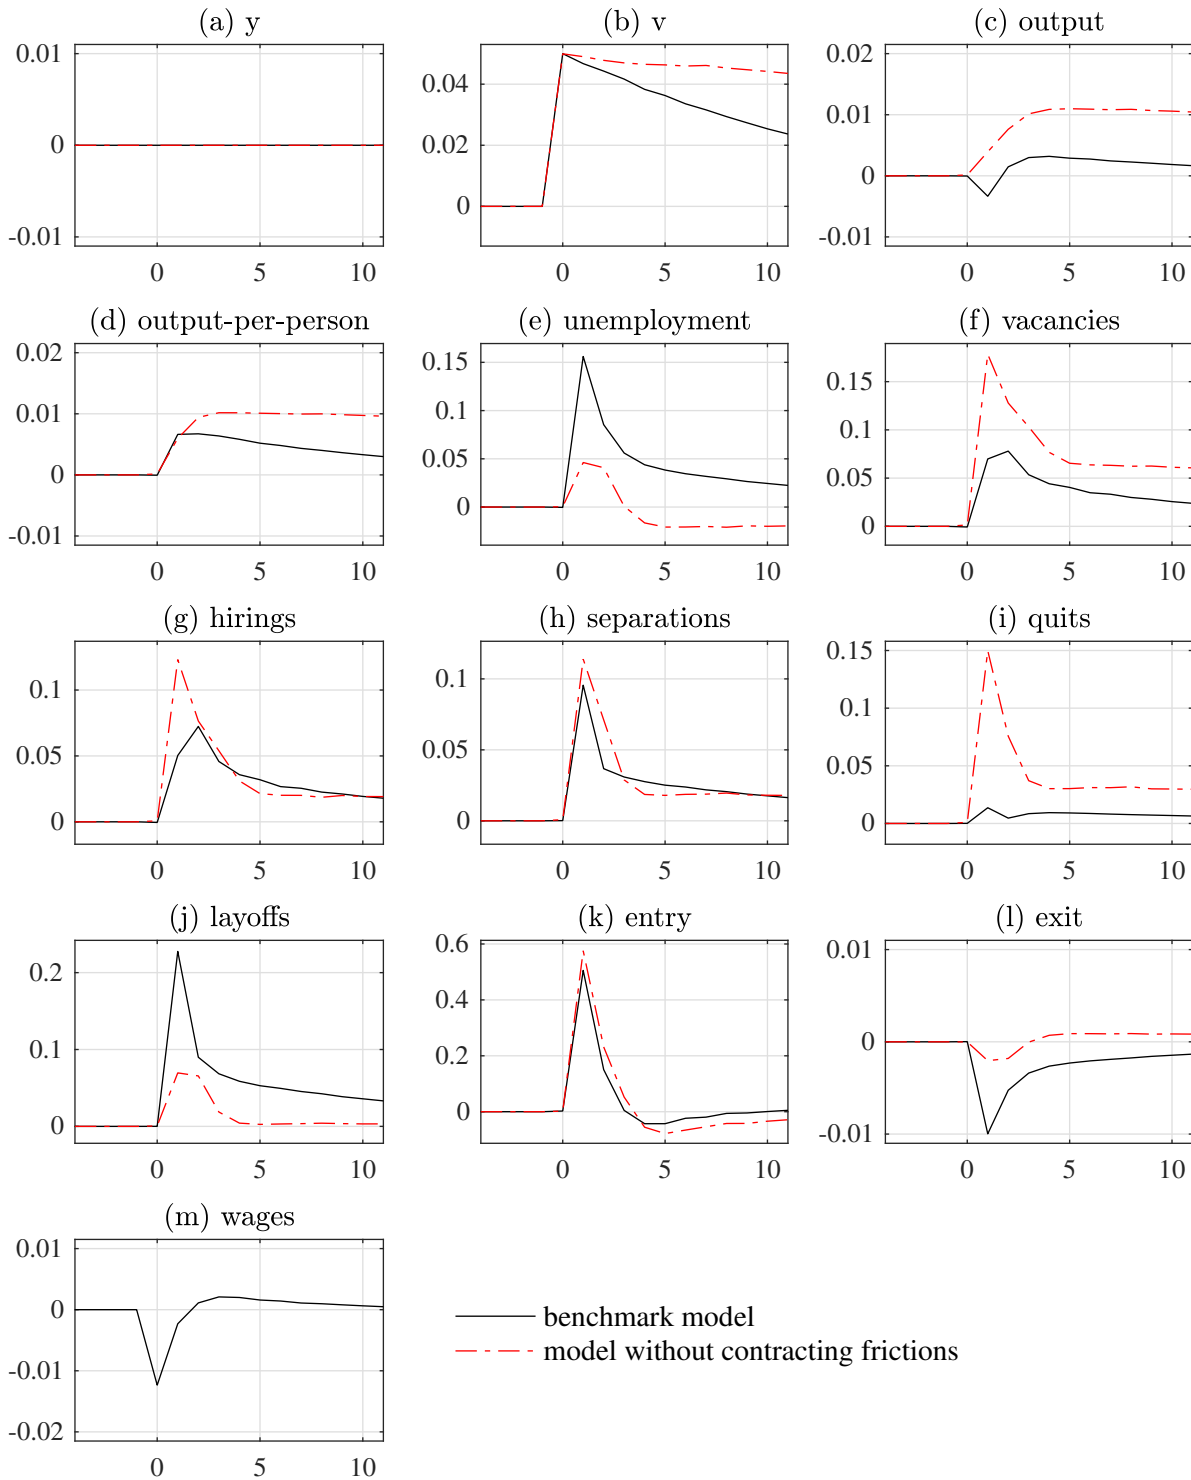 (a) y
(b) v
(c) output
0.01
0
-0.01
0 5 10
0.04
0.02
0
0 5 10
0.02
0.01
0
-0.01
0 5 10
(d) output-per-person
(e) unemployment
(f) vacancies
0.02
0.01
0
-0.01
0 5 10
0.15
0.1
0.05
0
0 5 10
0.15
0.1
0.05
0
0 5 10
(g) hirings
(h) separations
(i) quits
0.1
0.05
0
0 5 10
0.1
0.05
0
0 5 10
0.15
0.1
0.05
0
0 5 10
(j) layoffs
(k) entry
(l) exit
0.2
0.1
0
0 5 10
0.6
0.4
0.2
0
0 5 10
0.01
0
-0.01
0 5 10
(m) wages
0.01
0
-0.01
-0.02
0 5 10
benchmark model
model without contracting frictions